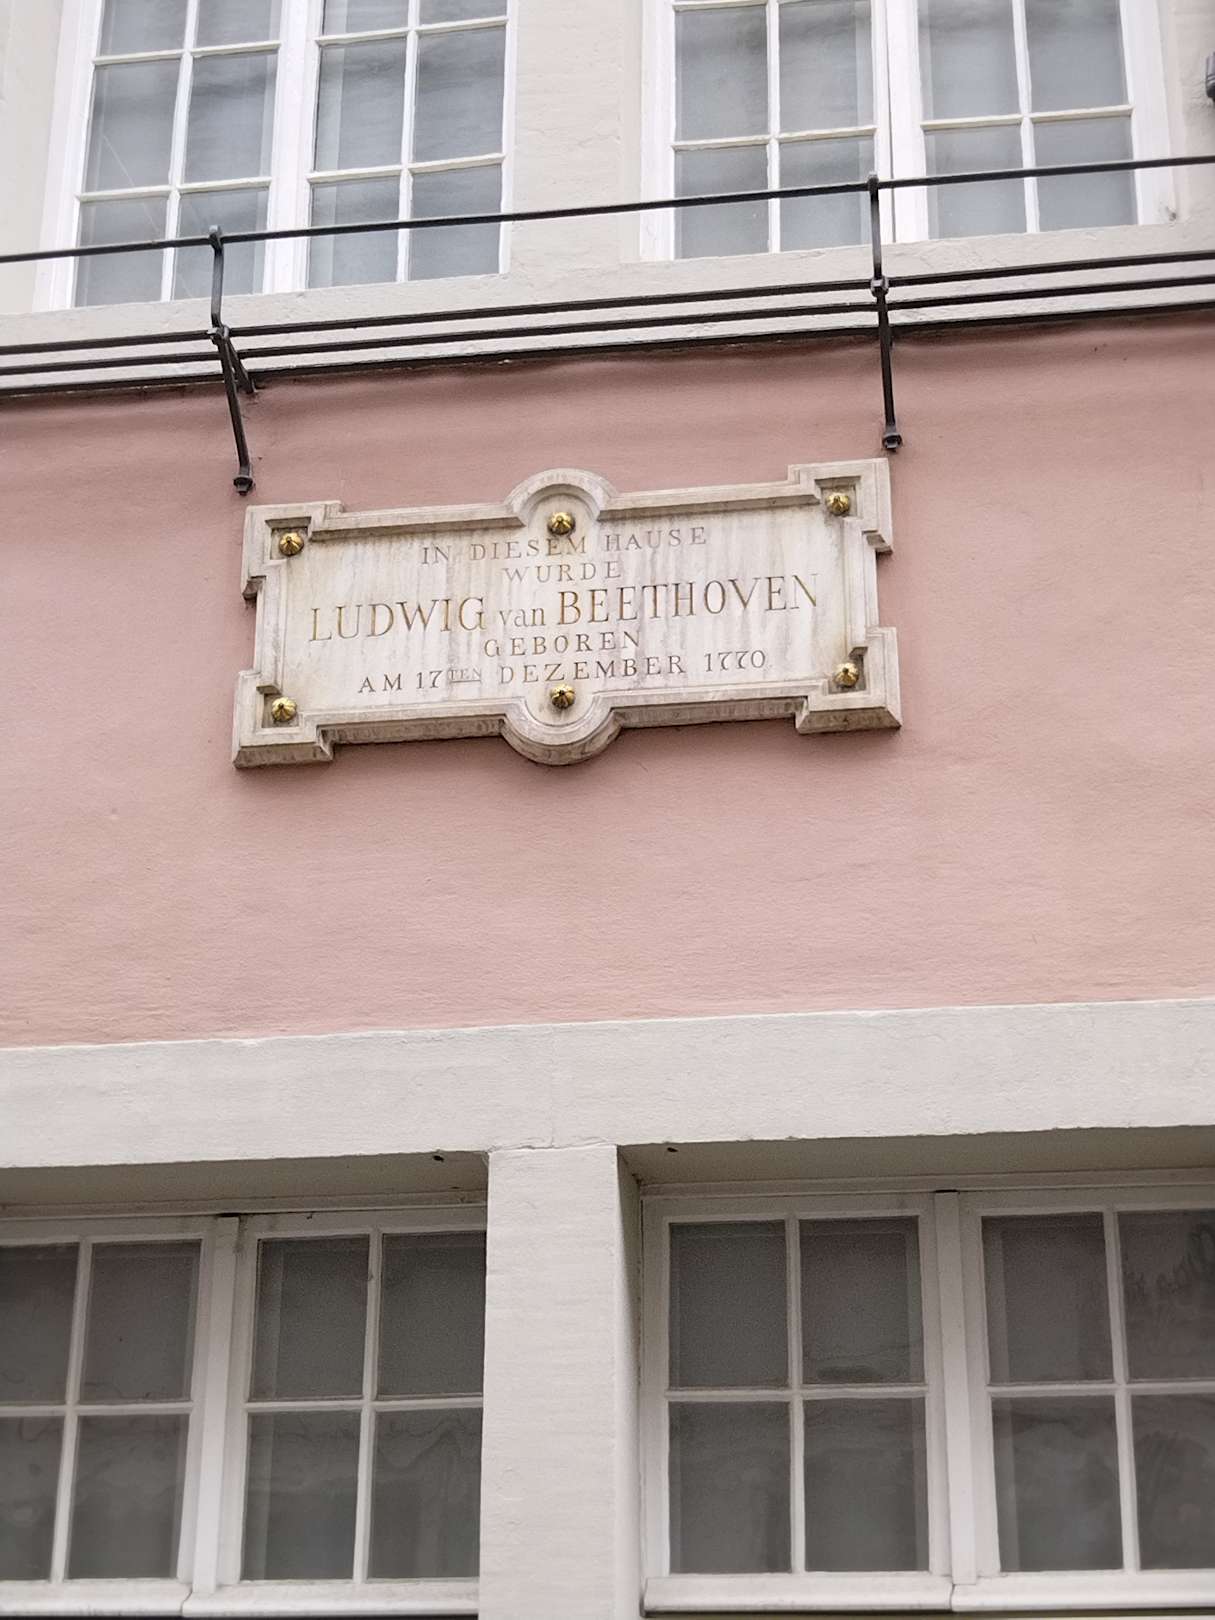 IN DIESEM HAUSE
WURDE
LUDWIG van BEETHOVEN
GEBOREN
AM 17TEN DEZEMBER 1770.